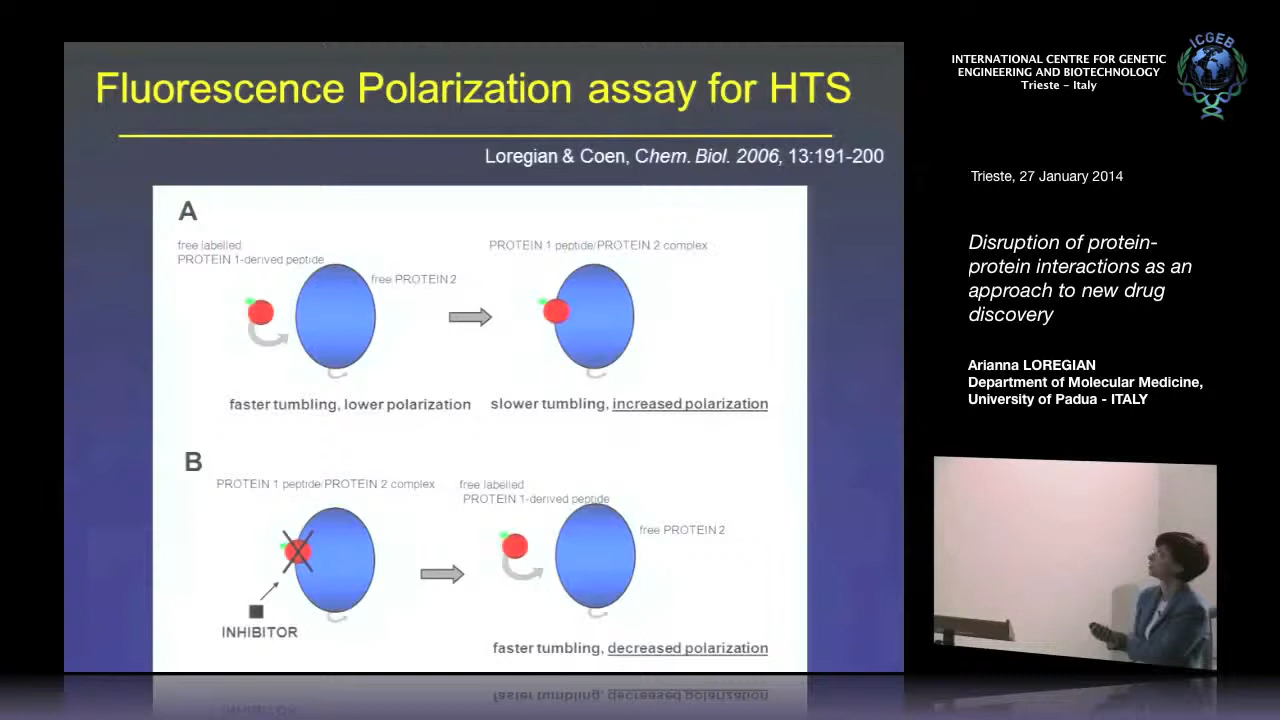 Fluorescence Polarization assay for HTS
Loregian & Coen, Chem. Biol. 2006, 13:191-200
A
free labelled
PROTEIN 1-derived peptide
free PROTEIN 2
PROTEIN 1 peptide/PROTEIN 2 complex
faster tumbling, lower polarization
slower tumbling, increased polarization
B
PROTEIN 1 peptide/PROTEIN 2 complex
free labelled
PROTEIN 1-derived peptide
free PROTEIN 2
INHIBITOR
faster tumbling, decreased polarization
INTERNATIONAL CENTRE FOR GENETIC
ENGINEERING AND BIOTECHNOLOGY
Trieste - Italy
ICGEB
Trieste, 27 January 2014
Disruption of protein-
protein interactions as an
approach to new drug
discovery
Arianna LOREGIAN
Department of Molecular Medicine,
University of Padua - ITALY